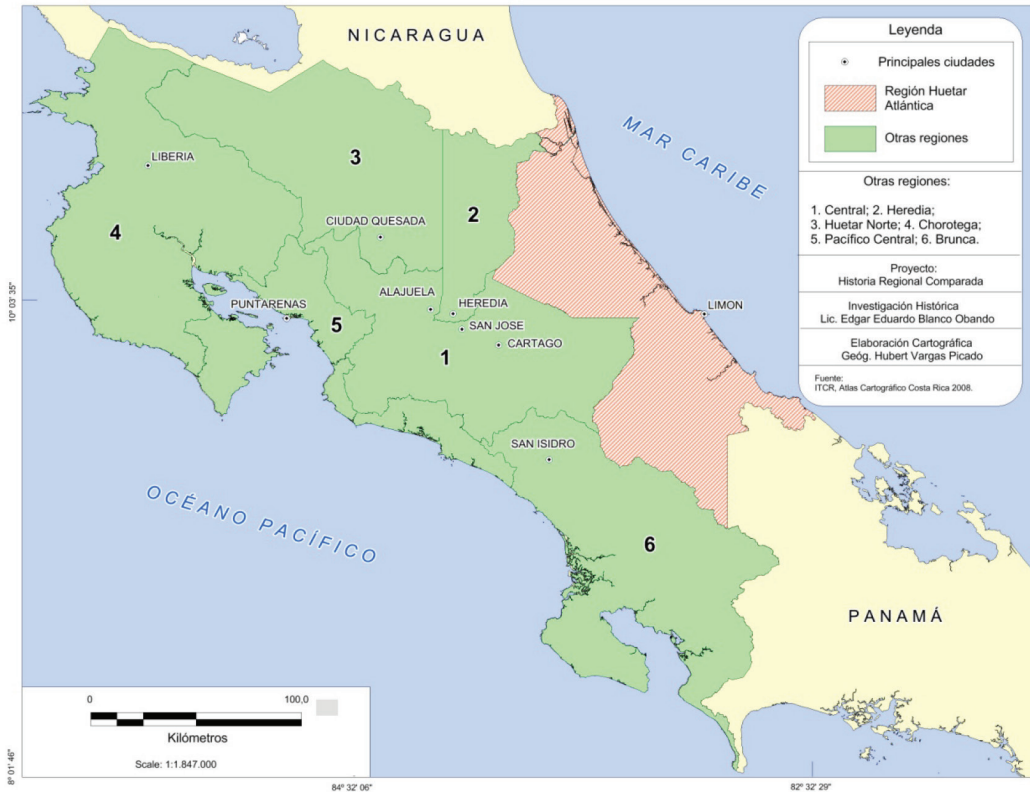 NICARAGUA
MAR CARIBE
LIBERIA
3
CIUDAD QUESADA
2
4
ALAJUELA
HEREDIA
LIMON
PUNTARENAS
SAN JOSE
5
CARTAGO
1
SAN ISIDRO
OCÉANO PACÍFICO
6
PANAMÁ
Leyenda
Principales ciudades
Región Huetar
Atlántica
Otras regiones
Otras regiones:
1. Central; 2. Heredia;
3. Huetar Norte; 4. Chorotega;
5. Pacífico Central; 6. Brunca.
Proyecto:
Historia Regional Comparada
Investigación Histórica
Lic. Edgar Eduardo Blanco Obando
Elaboración Cartográfica
Geóg. Hubert Vargas Picado
Fuente:
ITCR, Atlas Cartográfico Costa Rica 2008.
10º 03' 35"
8º 01' 46"
0 100,0
Kilómetros
Scale: 1:1.847.000
84º 32' 06"
82º 32' 29"